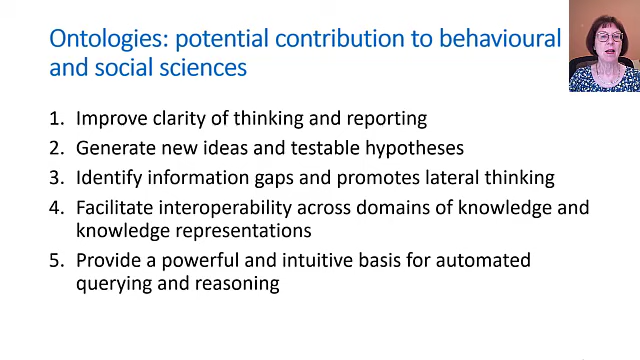 Ontologies: potential contribution to behavioural
and social sciences
1. Improve clarity of thinking and reporting
2. Generate new ideas and testable hypotheses
3. Identify information gaps and promotes lateral thinking
4. Facilitate interoperability across domains of knowledge and
knowledge representations
5. Provide a powerful and intuitive basis for automated
querying and reasoning